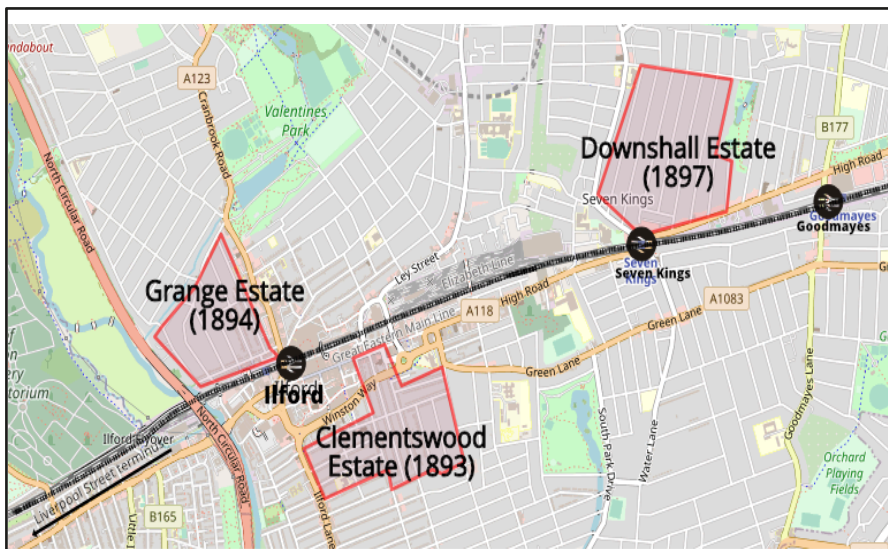 A123
Cranbrook Road
Valentines
Park
B177
Downshall Estate
(1897)
High Road
Seven Kings
Goodmayes
Goodmayes
North Circular
Road
Ley Street
Elizabeth Line
Seven
Kings
Seven Kings
Grange Estate
(1894)
High Road
A1083
A118
Great Eastern Main Line
Green Lane
Green Lane
Ilford
Ilford
Winston Way
Goodmayes Lane
Clementswood
Estate (1893)
South Park Drive
Water Lane
Liverpool Street terminus
North Circular
Road
Ilford Lane
Orchard
Playing
Fields
B165